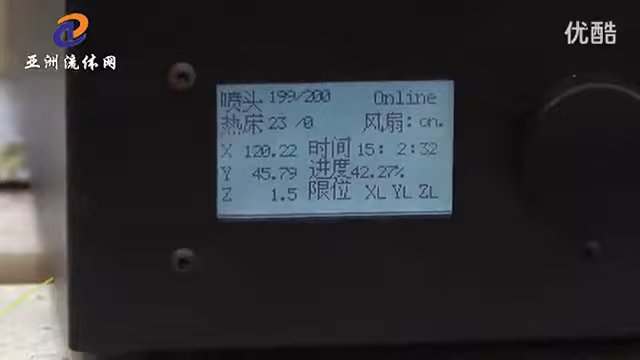 亚洲流体网
优酷
喷头 199/200 Online
热床 23 /0 风扇: on.
X 120.22 时间 15: 2:32
Y 45.79 进度 42.27%
Z 1.5 限位 XL YL ZL